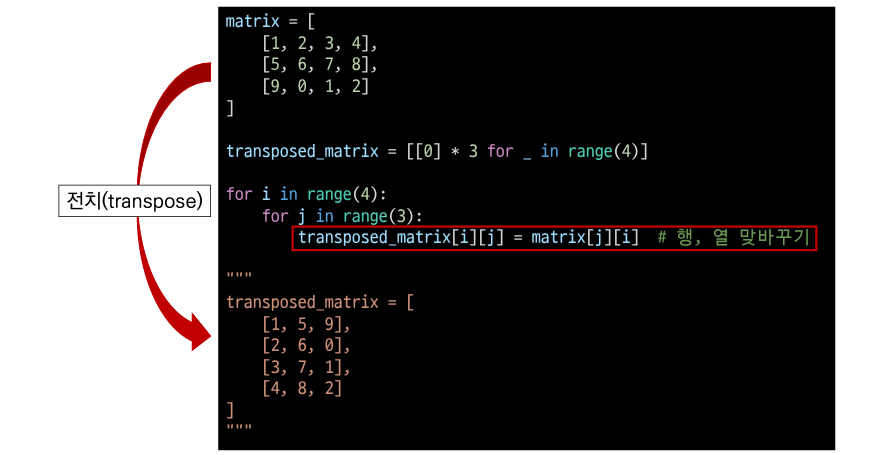 matrix = [
    [1, 2, 3, 4],
    [5, 6, 7, 8],
    [9, 0, 1, 2]
]
transposed_matrix = [[0] * 3 for _ in range(4)]
전치(transpose)
for i in range(4):
    for j in range(3):
        transposed_matrix[i][j] = matrix[j][i]  # 행, 열 맞바꾸기
"""
transposed_matrix = [
    [1, 5, 9],
    [2, 6, 0],
    [3, 7, 1],
    [4, 8, 2]
]
"""